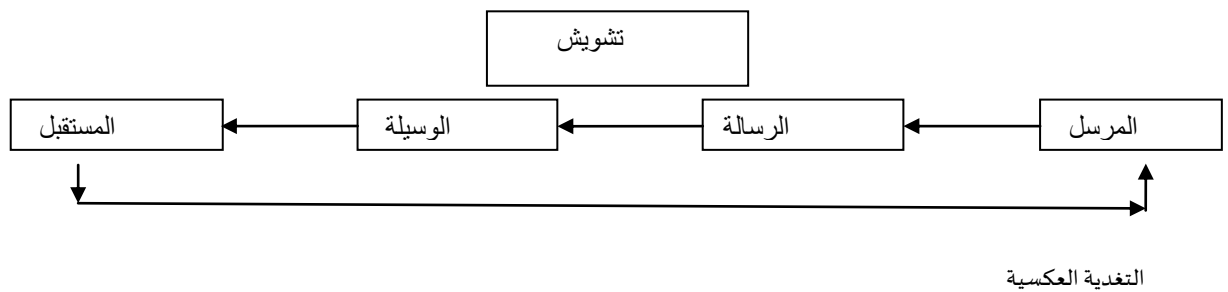 تشويش
المرسل
الرسالة
الوسيلة
المستقبل
التغدية العكسية